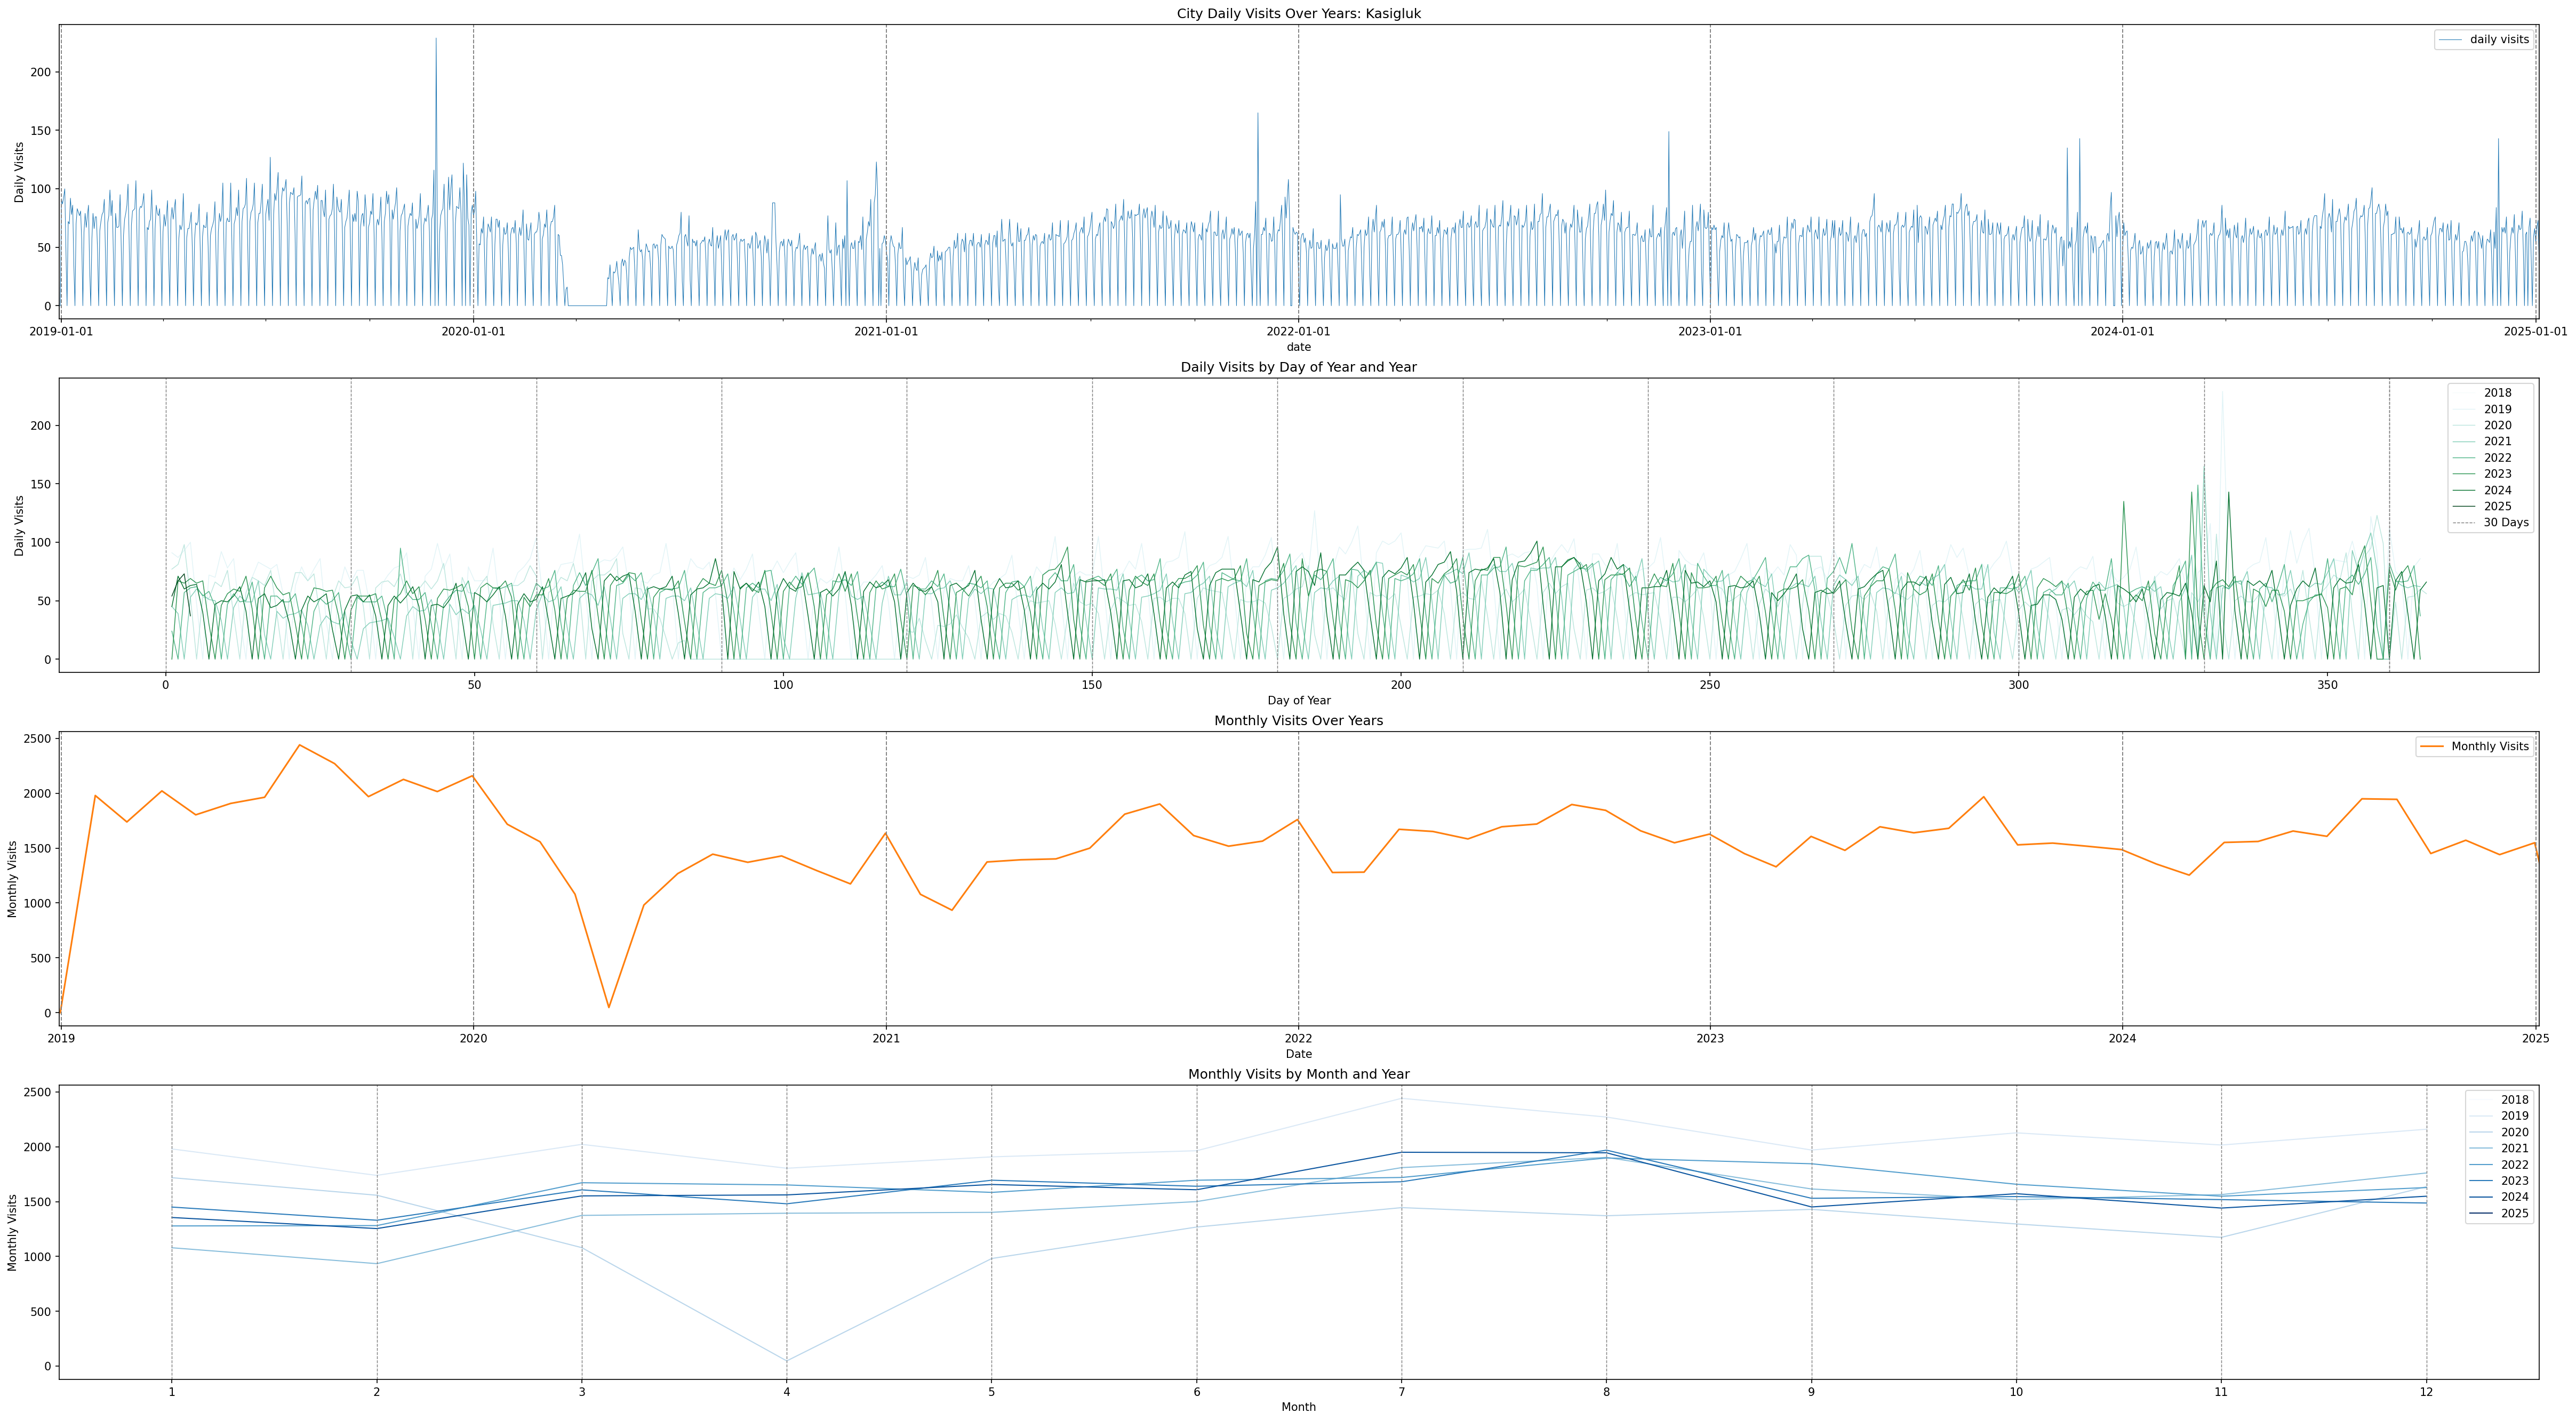 City Daily Visits Over Years: Kasigluk
daily visits
Daily Visits
200
150
100
50
0
2019-01-01 2020-01-01 2021-01-01 2022-01-01 2023-01-01 2024-01-01 2025-01-01
date
Daily Visits by Day of Year and Year
2018
2019
2020
2021
2022
2023
2024
2025
30 Days
Daily Visits
200
150
100
50
0
0 50 100 150 200 250 300 350
Day of Year
Monthly Visits Over Years
Monthly Visits
Monthly Visits
2500
2000
1500
1000
500
0
2019 2020 2021 2022 2023 2024 2025
Date
Monthly Visits by Month and Year
2018
2019
2020
2021
2022
2023
2024
2025
Monthly Visits
2500
2000
1500
1000
500
0
1 2 3 4 5 6 7 8 9 10 11 12
Month